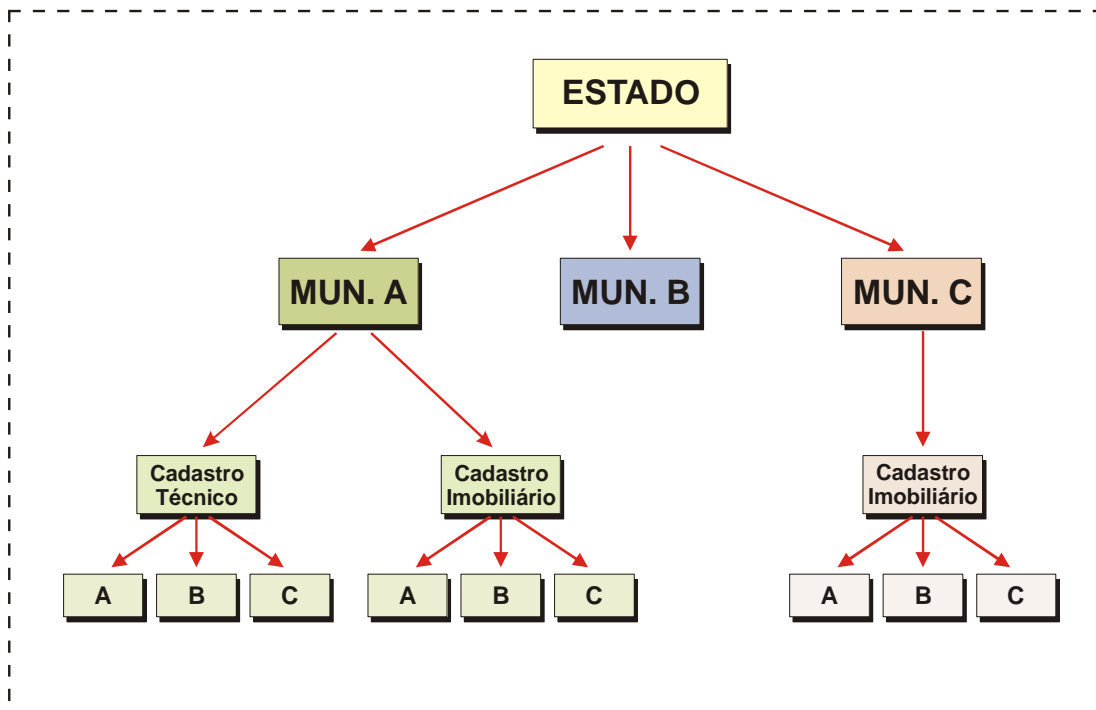 ESTADO
MUN. A
MUN. B
MUN. C
Cadastro
Técnico
Cadastro
Imobiliário
Cadastro
Imobiliário
A
B
C
A
B
C
A
B
C